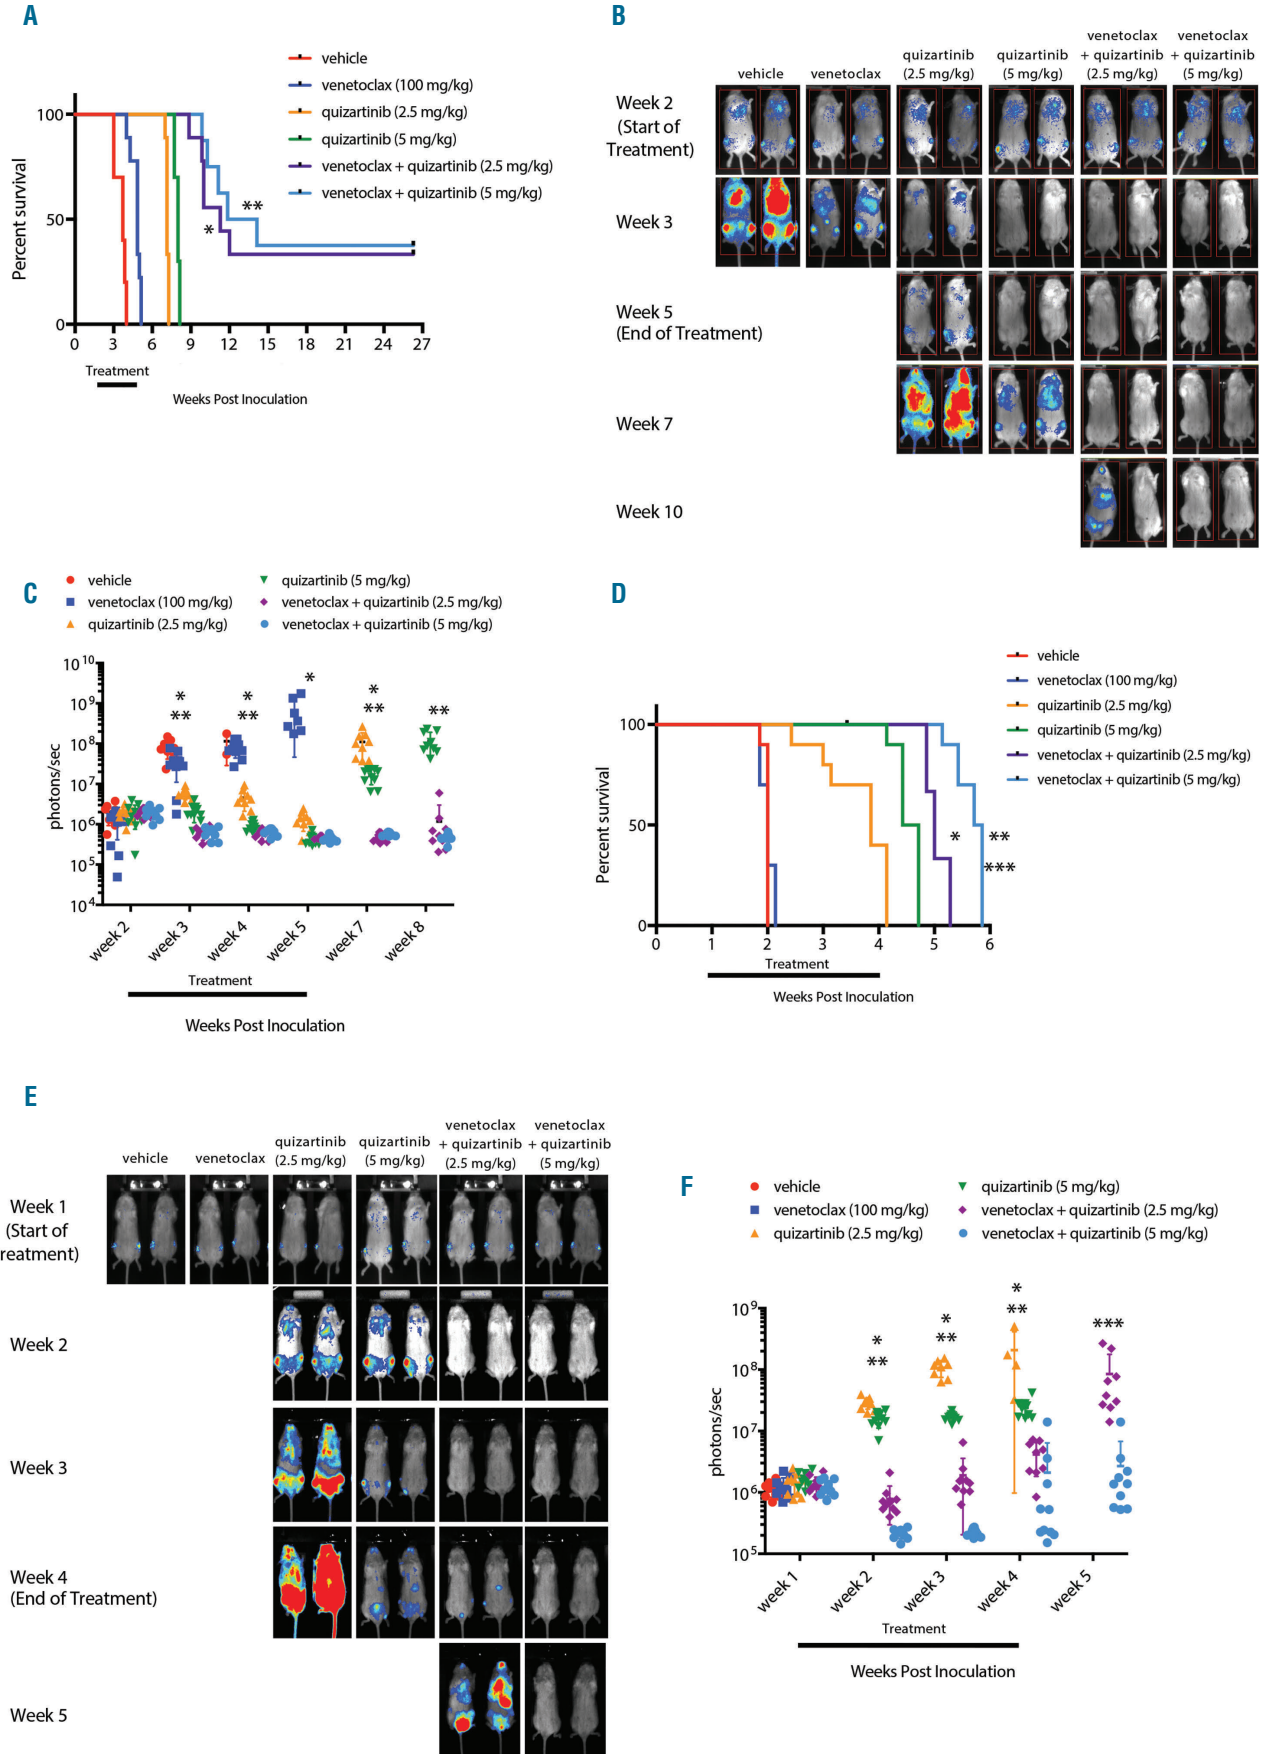 A
vehicle
venetoclax (100 mg/kg)
quizartinib (2.5 mg/kg)
quizartinib (5 mg/kg)
venetoclax + quizartinib (2.5 mg/kg)
venetoclax + quizartinib (5 mg/kg)
Percent survival
100
50
0
**
*
0 3 6 9 12 15 18 21 24 27
Treatment
Weeks Post Inoculation
B
vehicle
venetoclax
quizartinib
(2.5 mg/kg)
quizartinib
(5 mg/kg)
venetoclax
+ quizartinib
(2.5 mg/kg)
venetoclax
+ quizartinib
(5 mg/kg)
Week 2
(Start of
Treatment)
Week 3
Week 5
(End of Treatment)
Week 7
Week 10
C
vehicle
venetoclax (100 mg/kg)
quizartinib (2.5 mg/kg)
quizartinib (5 mg/kg)
venetoclax + quizartinib (2.5 mg/kg)
venetoclax + quizartinib (5 mg/kg)
photons/sec
10^10
10^9
10^8
10^7
10^6
10^5
10^4
*
**
*
**
*
*
**
**
week 2 week 3 week 4 week 5 week 7 week 8
Treatment
Weeks Post Inoculation
D
vehicle
venetoclax (100 mg/kg)
quizartinib (2.5 mg/kg)
quizartinib (5 mg/kg)
venetoclax + quizartinib (2.5 mg/kg)
venetoclax + quizartinib (5 mg/kg)
Percent survival
100
50
0
* **
***
0 1 2 3 4 5 6
Treatment
Weeks Post Inoculation
E
vehicle
venetoclax
quizartinib
(2.5 mg/kg)
quizartinib
(5 mg/kg)
venetoclax
+ quizartinib
(2.5 mg/kg)
venetoclax
+ quizartinib
(5 mg/kg)
Week 1
(Start of
reatment)
Week 2
Week 3
Week 4
(End of Treatment)
Week 5
F
vehicle
venetoclax (100 mg/kg)
quizartinib (2.5 mg/kg)
quizartinib (5 mg/kg)
venetoclax + quizartinib (2.5 mg/kg)
venetoclax + quizartinib (5 mg/kg)
photons/sec
10^9
10^8
10^7
10^6
10^5
*
**
*
**
*
**
***
week 1 week 2 week 3 week 4 week 5
Treatment
Weeks Post Inoculation